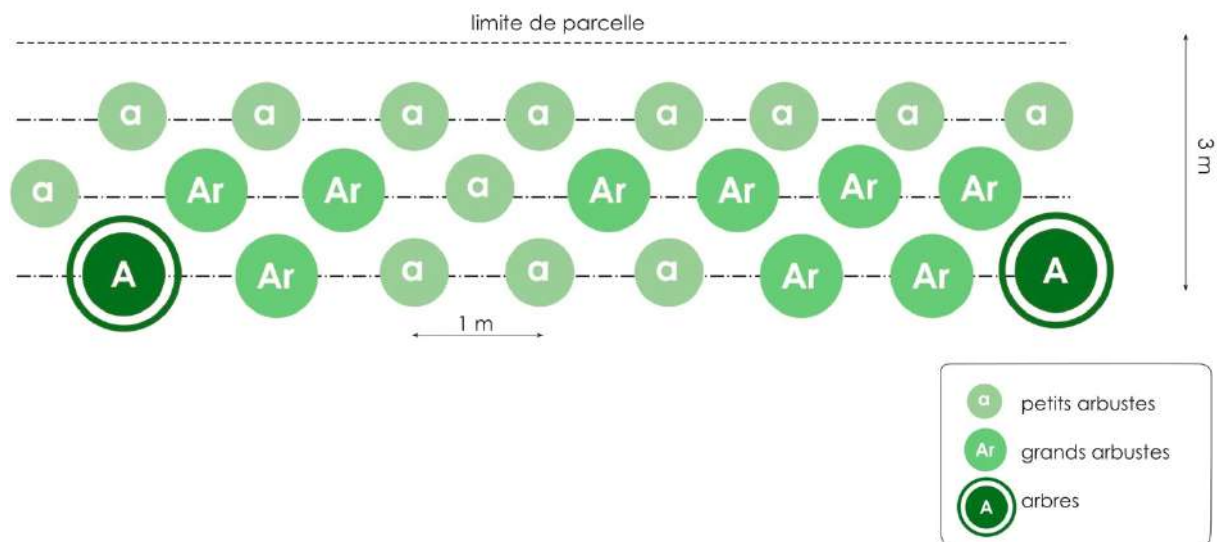 limite de parcelle
a a a a a a a a
3 m
a Ar Ar a Ar Ar Ar Ar
A Ar a a a Ar Ar A
1 m
a petits arbustes
Ar grands arbustes
A arbres